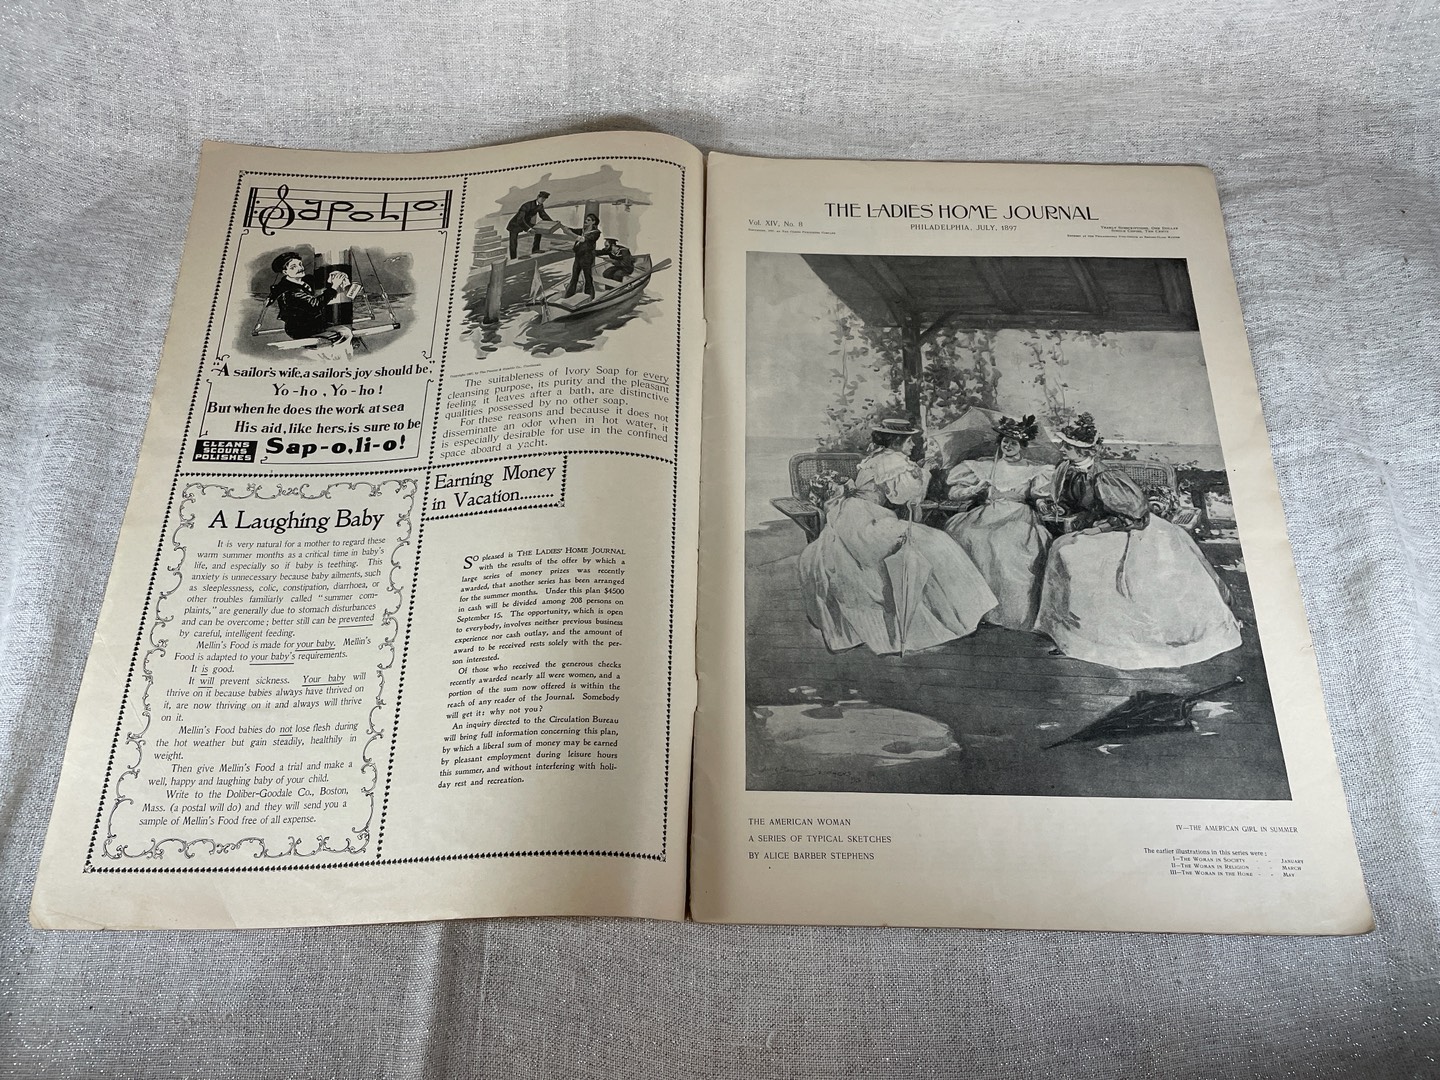 Sapolio
"A sailor's wife, a sailor's joy should be,"
Yo-ho, Yo-ho!
But when he does the work at sea
His aid, like hers, is sure to be
CLEANS
SCOURS
POLISHES
Sap-o,li-o!
The suitableness of Ivory Soap for every
cleansing purpose, its purity and the pleasant
feeling it leaves after a bath, are distinctive
qualities possessed by no other soap.
For these reasons and because it does not
disseminate an odor when in hot water, it
is especially desirable for use in the confined
space aboard a yacht.
A Laughing Baby
It is very natural for a mother to regard these
warm summer months as a critical time in baby's
life, and especially so if baby is teething. This
anxiety is unnecessary because baby ailments, such
as sleeplessness, colic, constipation, diarrhoea, or
other troubles familiarly called "summer com-
plaints," are generally due to stomach disturbances
and can be overcome; better still can be prevented
by careful, intelligent feeding.
Mellin's Food is made for your baby. Mellin's
Food is adapted to your baby's requirements.
It is good.
It will prevent sickness. Your baby will
thrive on it because babies always have thrived on
it, are now thriving on it and always will thrive
on it.
Mellin's Food babies do not lose flesh during
the hot weather but gain steadily, healthily in
weight.
Then give Mellin's Food a trial and make a
well, happy and laughing baby of your child.
Write to the Doliber-Goodale Co., Boston,
Mass. (a postal will do) and they will send you a
sample of Mellin's Food free of all expense.
Earning Money
in Vacation........
SO pleased is THE LADIES' HOME JOURNAL
with the results of the offer by which a
large series of money prizes was recently
awarded, that another series has been arranged
for the summer months. Under this plan $4500
in cash will be divided among 208 persons on
September 15. The opportunity, which is open
to everybody, involves neither previous business
experience nor cash outlay, and the amount of
award to be received rests solely with the per-
son interested.
Of those who received the generous checks
recently awarded nearly all were women, and a
portion of the sum now offered is within the
reach of any reader of the Journal. Somebody
will get it: why not you?
An inquiry directed to the Circulation Bureau
will bring full information concerning this plan,
by which a liberal sum of money may be earned
by pleasant employment during leisure hours
this summer, and without interfering with holi-
day rest and recreation.
THE LADIES' HOME JOURNAL
Vol. XIV, No. 8
PHILADELPHIA, JULY, 1897
YEARLY SUBSCRIPTIONS, ONE DOLLAR
SINGLE COPIES, TEN CENTS
THE AMERICAN WOMAN
A SERIES OF TYPICAL SKETCHES
BY ALICE BARBER STEPHENS
IV—THE AMERICAN GIRL IN SUMMER
The earlier illustrations in this series were:
I—THE WOMAN IN SOCIETY - - JANUARY
II—THE WOMAN IN RELIGION - - MARCH
III—THE WOMAN IN THE HOME - - MAY